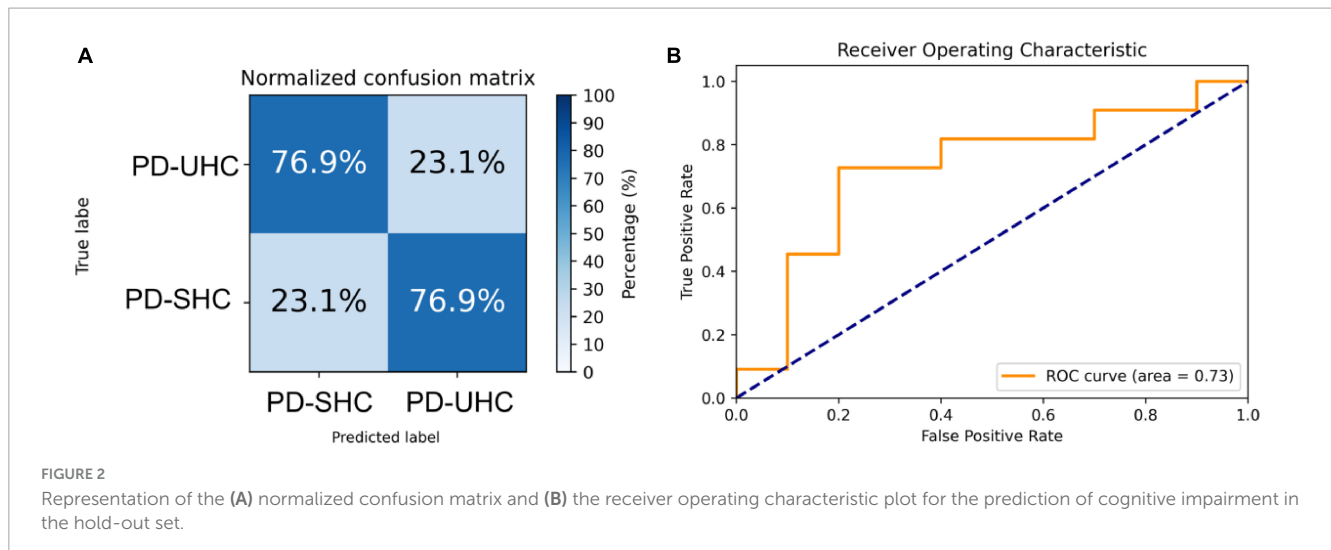 A
Normalized confusion matrix
True labe
PD-UHC
PD-SHC
76.9%
23.1%
23.1%
76.9%
PD-SHC
PD-UHC
Predicted label
100
90
80
70
60
50
40
30
20
10
0
Percentage (%)
B
Receiver Operating Characteristic
True Positive Rate
1.0
0.8
0.6
0.4
0.2
0.0
ROC curve (area = 0.73)
0.0
0.2
0.4
0.6
0.8
1.0
False Positive Rate
FIGURE 2
Representation of the (A) normalized confusion matrix and (B) the receiver operating characteristic plot for the prediction of cognitive impairment in
the hold-out set.